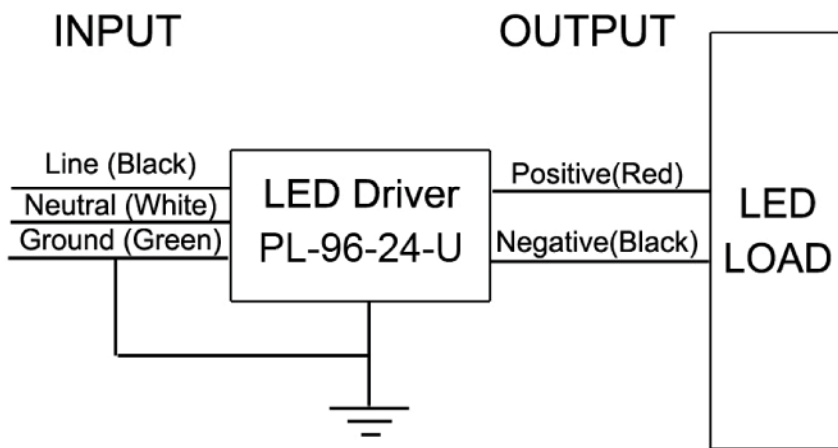 INPUT
OUTPUT
Line (Black)
Neutral (White)
Ground (Green)
LED Driver
PL-96-24-U
Positive(Red)
Negative(Black)
LED
LOAD